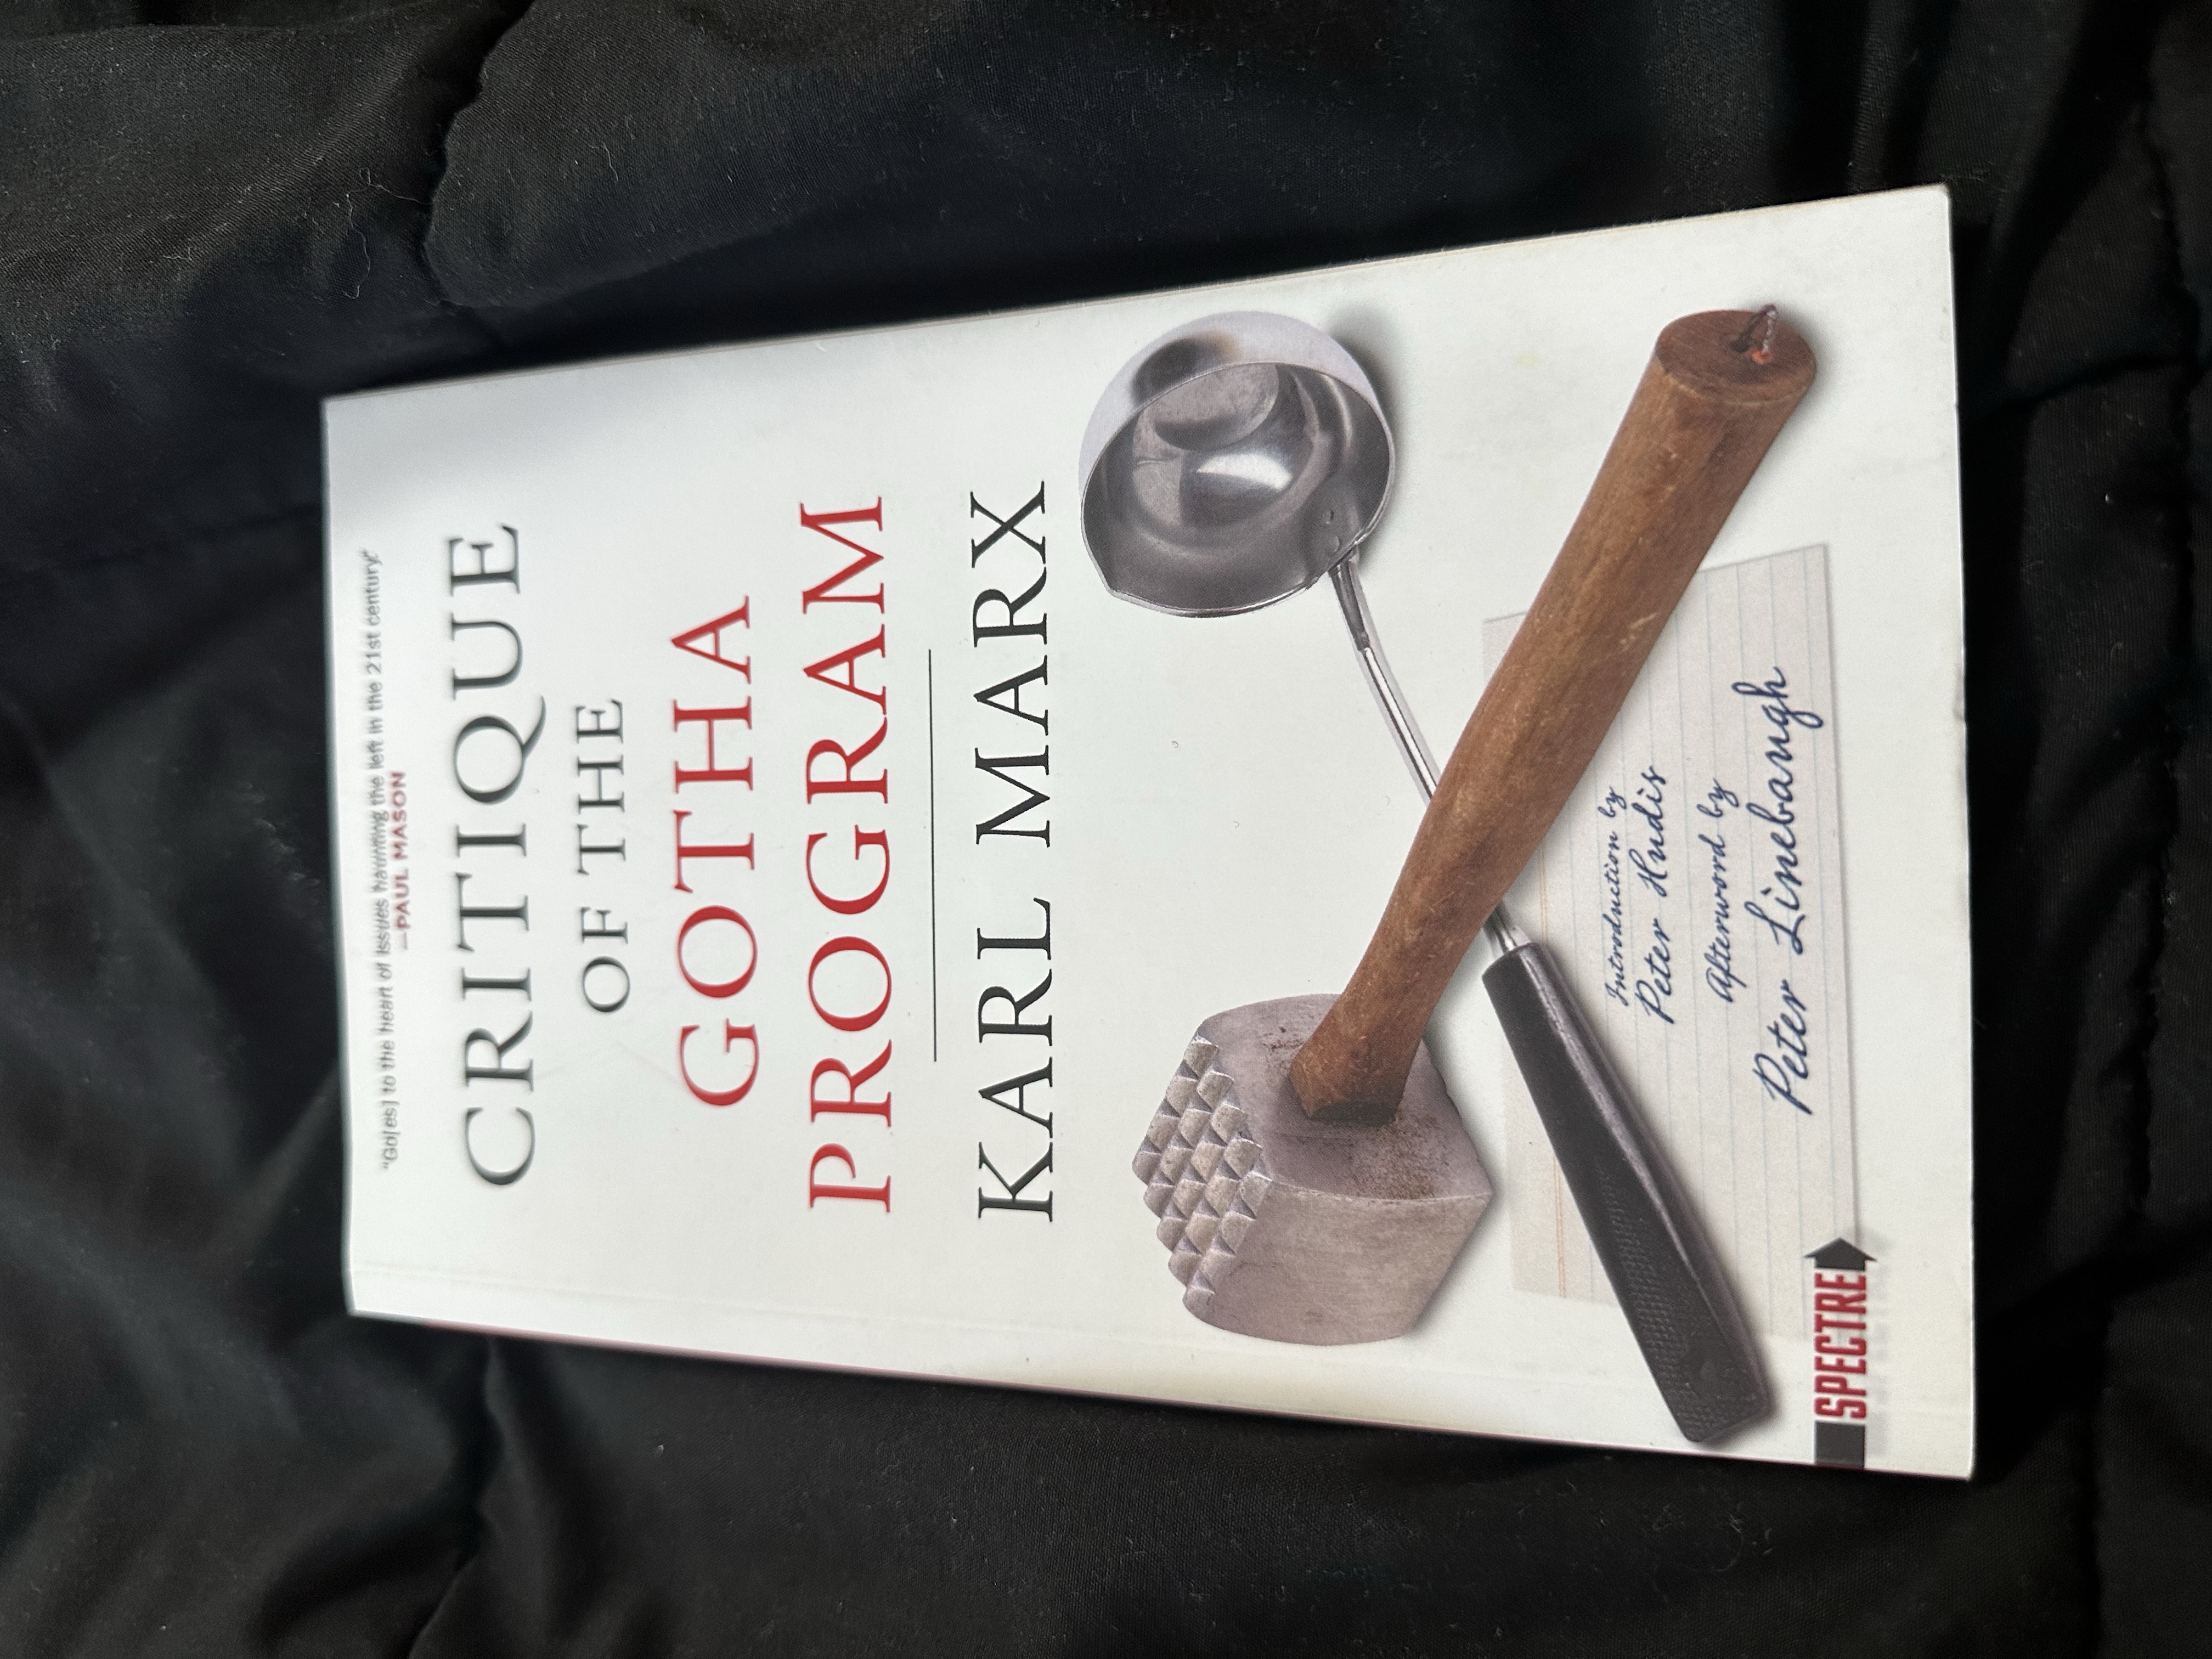 "Go[es] to the heart of issues haunting the left in the 21st century."
—PAUL MASON
CRITIQUE
OF THE
GOTHA
PROGRAM
KARL MARX
Introduction by
Peter Hudis
Afterword by
Peter Linebaugh
SPECTRE